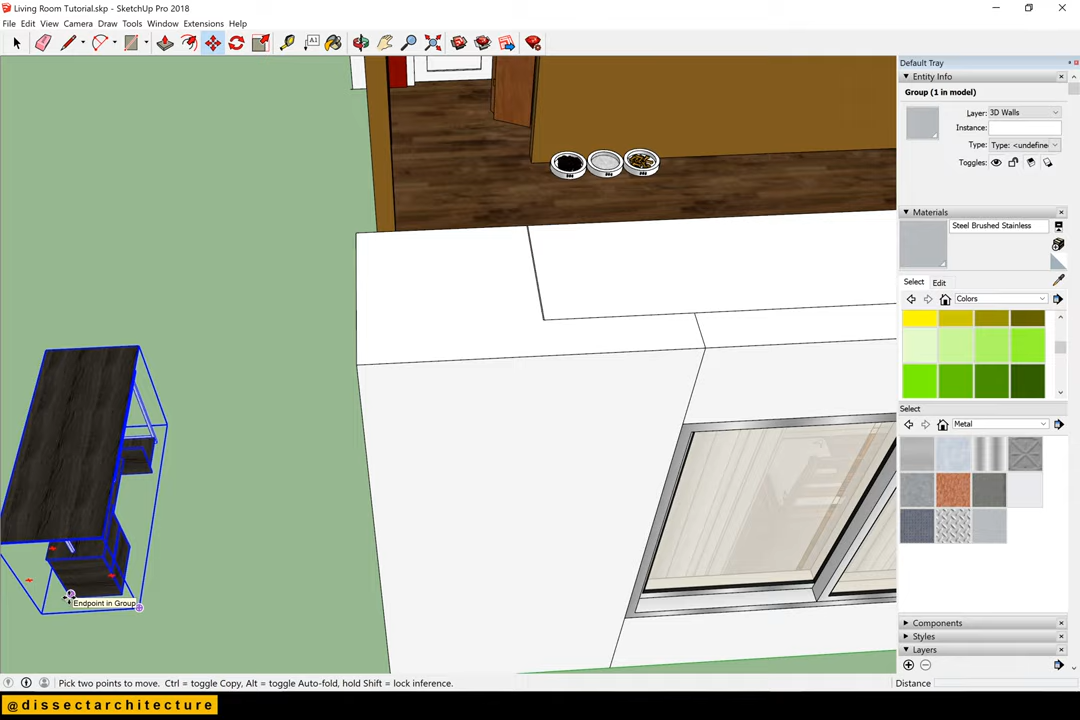 Living Room Tutorial.skp - SketchUp Pro 2018
File Edit View Camera Draw Tools Window Extensions Help
Default Tray
Entity Info
Group (1 in model)
Layer: 3D Walls
Instance:
Type: Type: <undefine
Toggles:
Materials
Steel Brushed Stainless
Select Edit
Colors
Select
Metal
Endpoint in Group
Components
Styles
Layers
Pick two points to move. Ctrl = toggle Copy, Alt = toggle Auto-fold, hold Shift = lock inference.
Distance
@dissectarchitecture